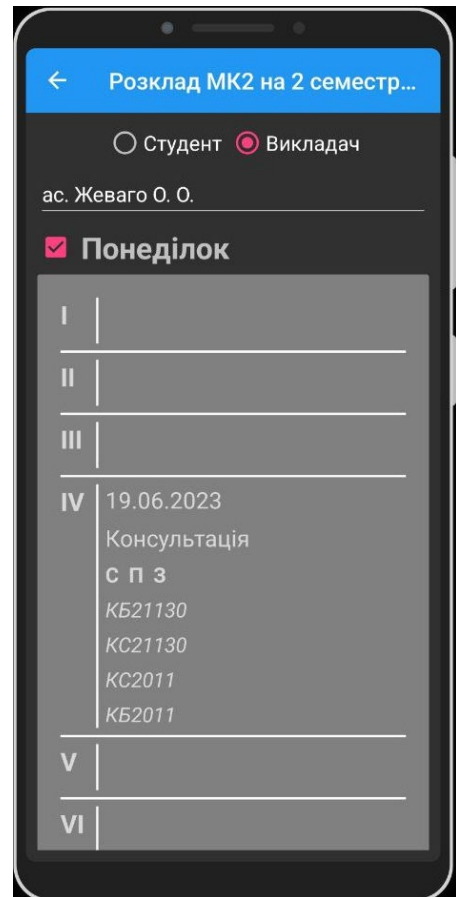 Розклад МК2 на 2 семестр...
Студент Викладач
ас. Жеваго О. О.
Понеділок
I
II
III
IV 19.06.2023
Консультація
С П З
КБ21130
КС21130
КС2011
КБ2011
V
VI